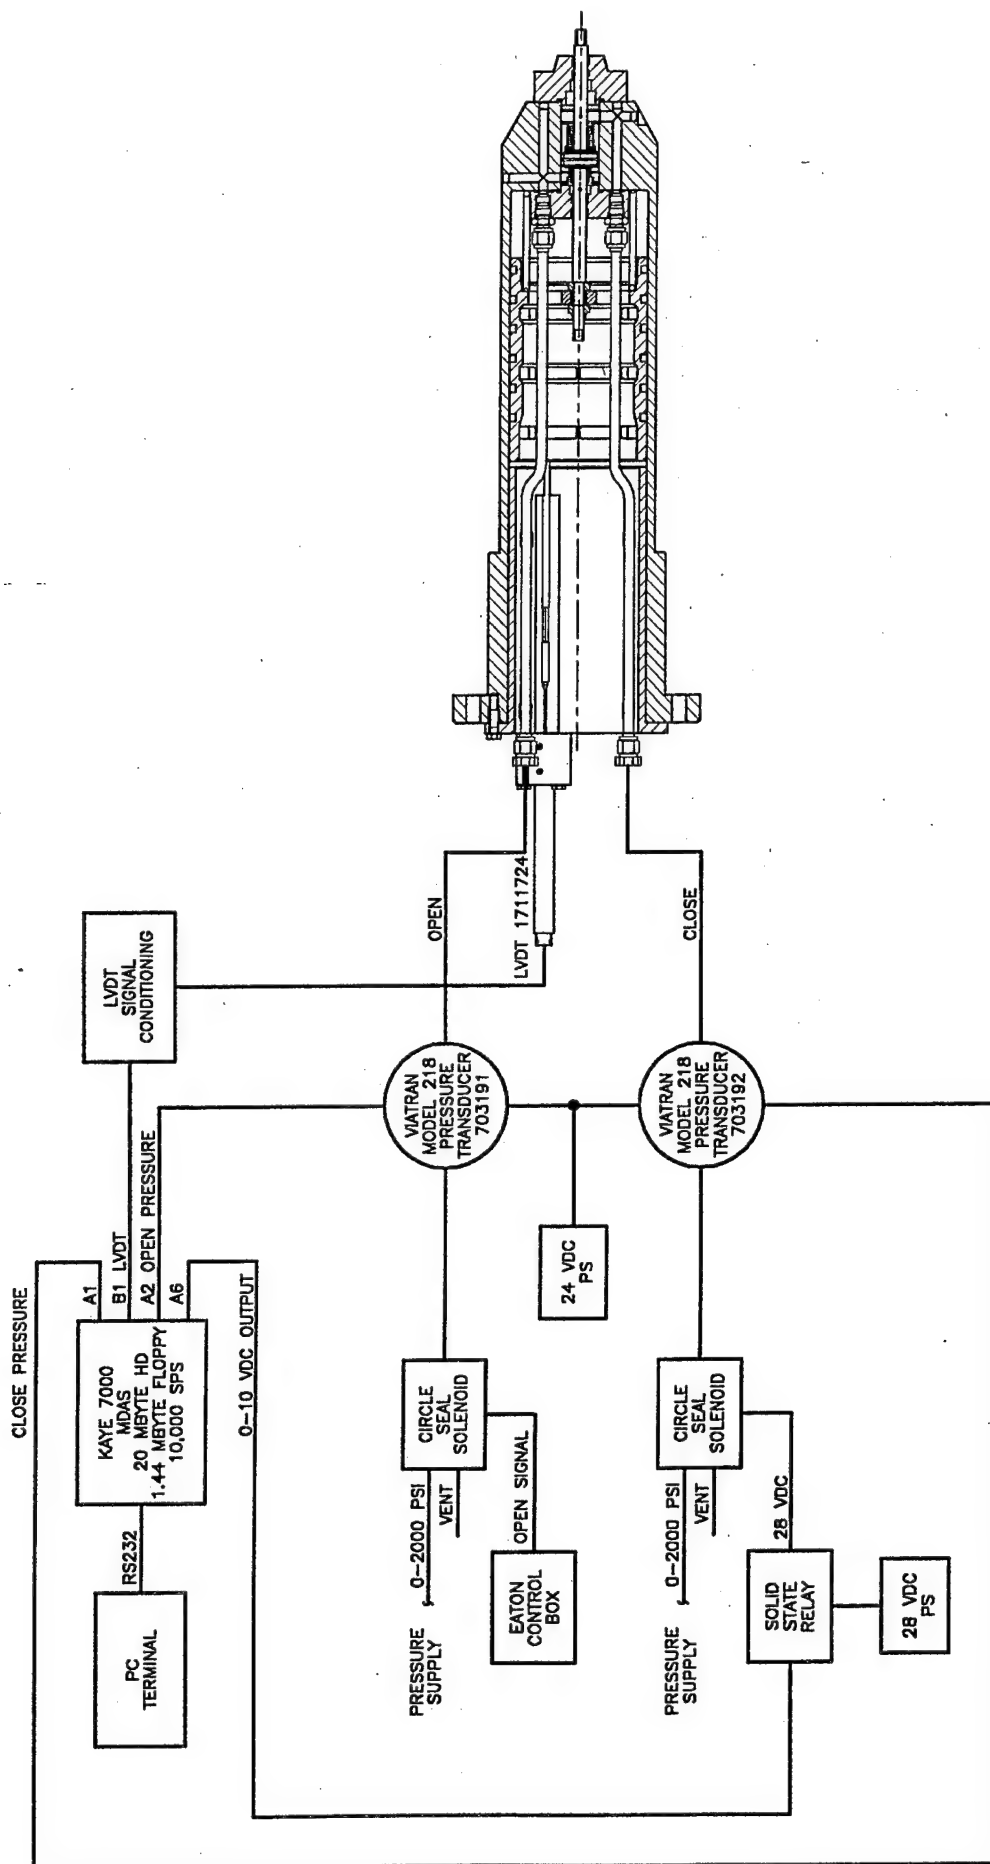 CLOSE PRESSURE
PC
TERMINAL
RS232
KAYE 7000
MDAS
20 MBYTE HD
1.44 MBYTE FLOPPY
10,000 SPS
A1
B1 LVDT
A2 OPEN PRESSURE
A6
0-10 VDC OUTPUT
LVDT
SIGNAL
CONDITIONING
PRESSURE
SUPPLY
0-2000 PSI
VENT
CIRCLE
SEAL
SOLENOID
OPEN SIGNAL
EATON
CONTROL
BOX
VIATRAN
MODEL 218
PRESSURE
TRANSDUCER
703191
OPEN
LVDT 1711724
24 VDC
PS
PRESSURE
SUPPLY
0-2000 PSI
VENT
CIRCLE
SEAL
SOLENOID
28 VDC
SOLID
STATE
RELAY
28 VDC
PS
VIATRAN
MODEL 218
PRESSURE
TRANSDUCER
703192
CLOSE